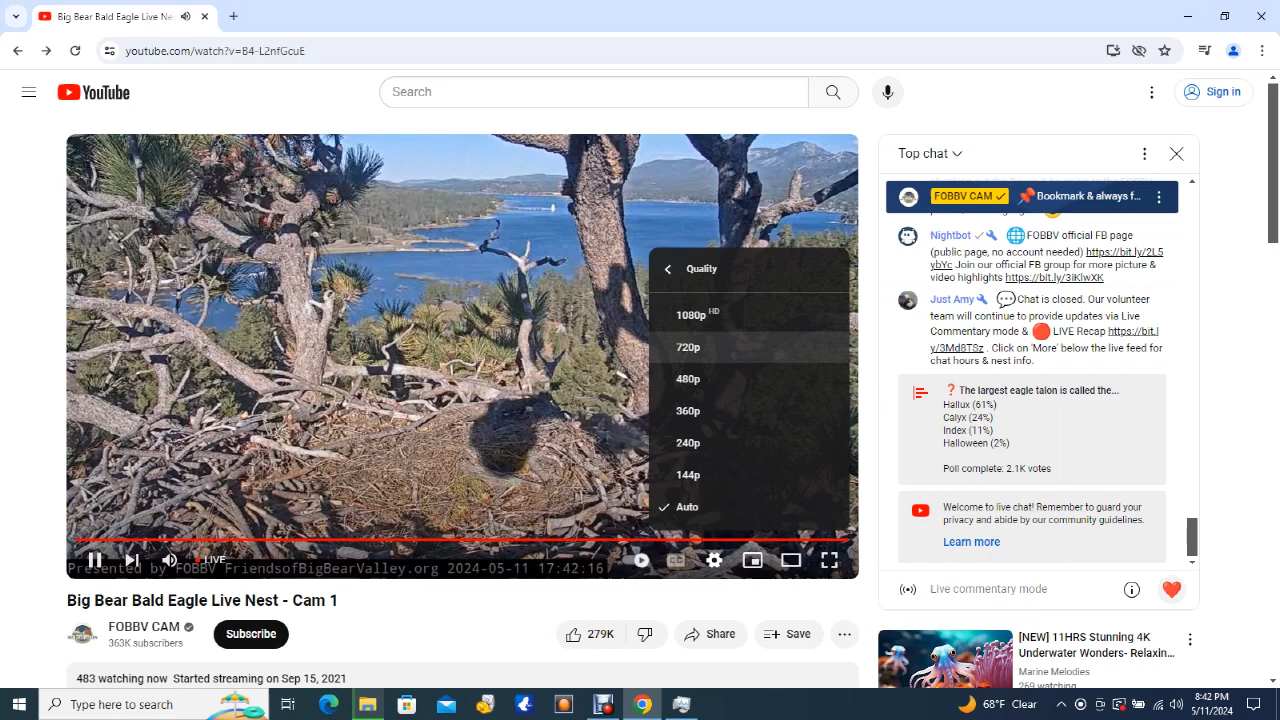 Big Bear Bald Eagle Live Ne
youtube.com/watch?v=B4-L2nfGcuE
YouTube
Search
Sign in
Quality
1080p HD
720p
480p
360p
240p
144p
Auto
LIVE
CC
Presented by FOBBV FriendsofBigBearValley.org 2024-05-11 17:42:16
Big Bear Bald Eagle Live Nest - Cam 1
FOBBV CAM
363K subscribers
Subscribe
279K
Share
Save
483 watching now Started streaming on Sep 15, 2021
Top chat
FOBBV CAM Bookmark & always f...
Nightbot FOBBV official FB page
(public page, no account needed) https://bit.ly/2L5
ybYc Join our official FB group for more picture &
video highlights https://bit.ly/3iKlwXK
Just Amy Chat is closed. Our volunteer
team will continue to provide updates via Live
Commentary mode & LIVE Recap https://bit.l
y/3Md8TSz . Click on 'More' below the live feed for
chat hours & nest info.
The largest eagle talon is called the...
Hallux (61%)
Calyx (24%)
Index (11%)
Halloween (2%)
Poll complete: 2.1K votes
Welcome to live chat! Remember to guard your
privacy and abide by our community guidelines.
Learn more
Live commentary mode
[NEW] 11HRS Stunning 4K
Underwater Wonders- Relaxin...
Marine Melodies
269 watching
Type here to search
68°F Clear
8:42 PM
5/11/2024